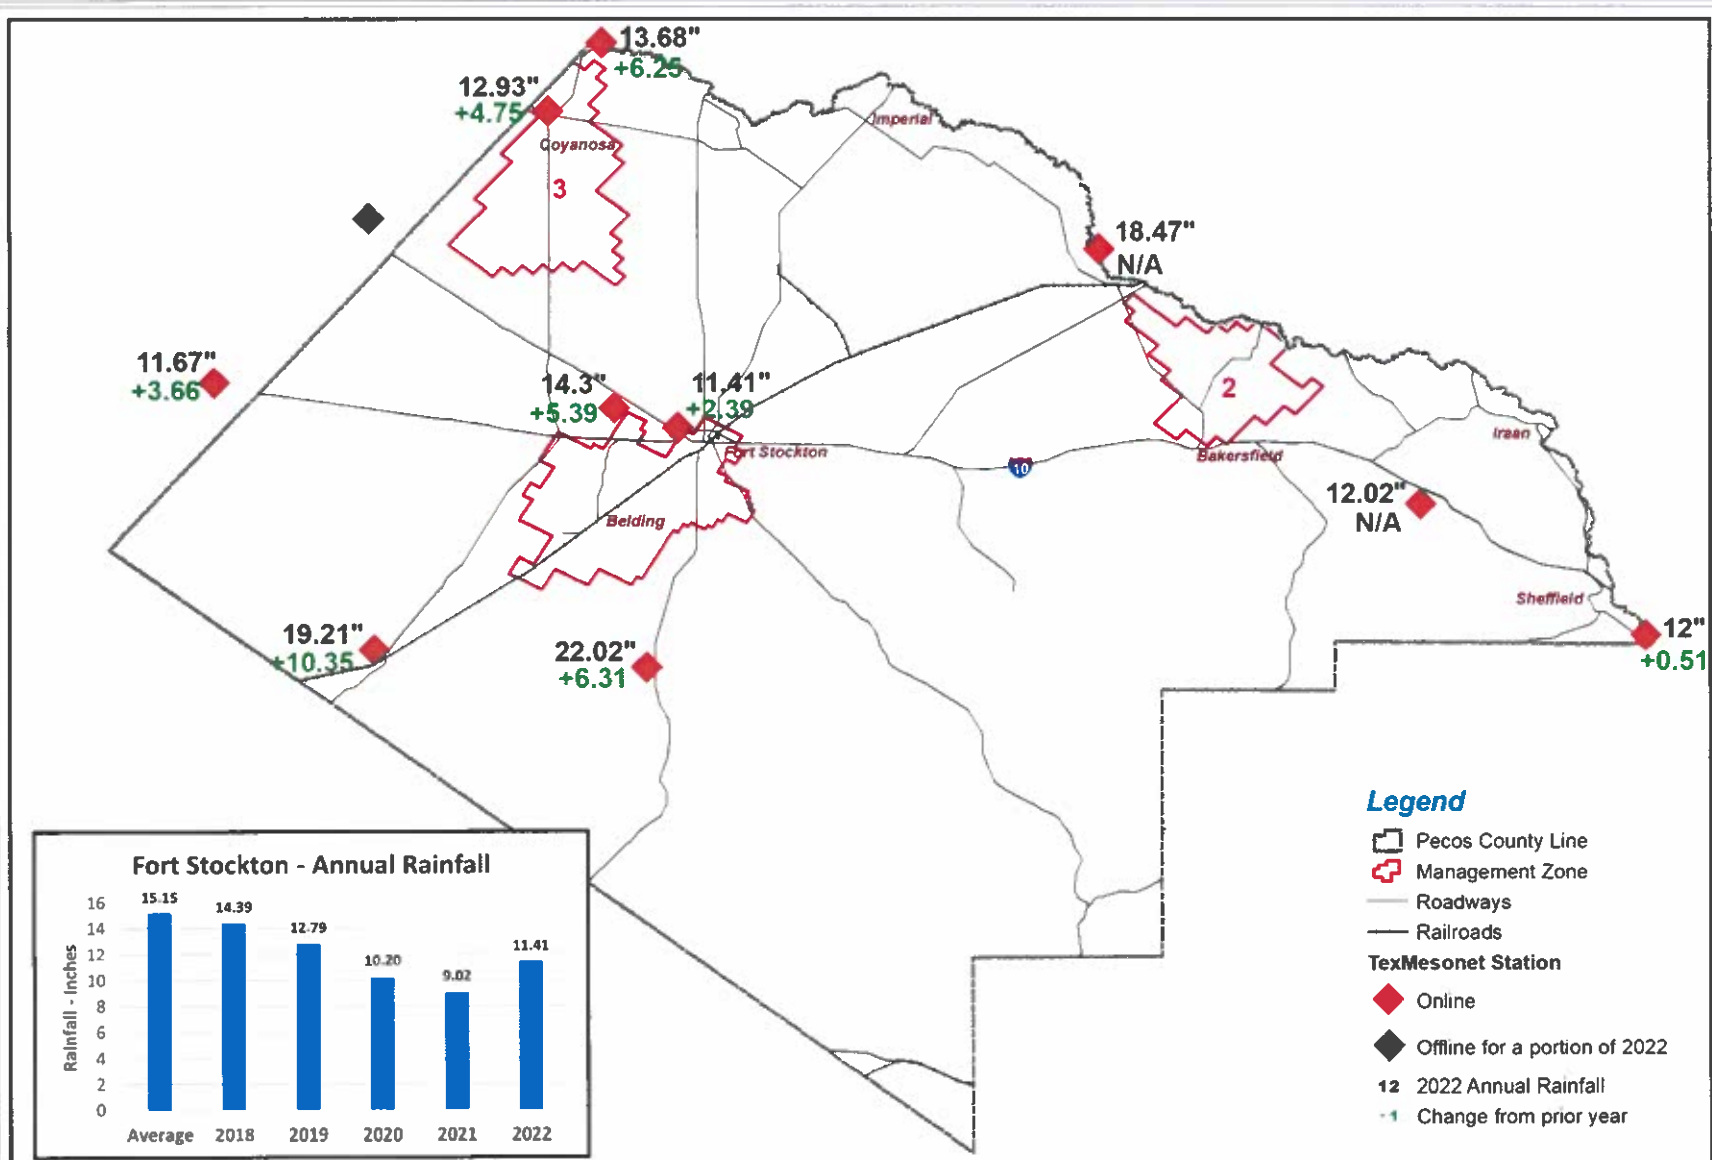 13.68"
+6.25
12.93"
+4.75
Coyanosa
Imperial
3
18.47"
N/A
11.67"
+3.66
14.3"
+5.39
11.41"
+2.39
2
Fort Stockton
10
Bakersfield
Iraan
12.02"
N/A
Belding
Sheffield
12"
+0.51
19.21"
+10.35
22.02"
+6.31
Legend
Pecos County Line
Management Zone
Roadways
Railroads
TexMesonet Station
Online
Offline for a portion of 2022
12 2022 Annual Rainfall
Change from prior year
Fort Stockton - Annual Rainfall
Rainfall - Inches
16
14
12
10
8
6
4
2
0
15.15
14.39
12.79
10.20
9.02
11.41
Average 2018 2019 2020 2021 2022